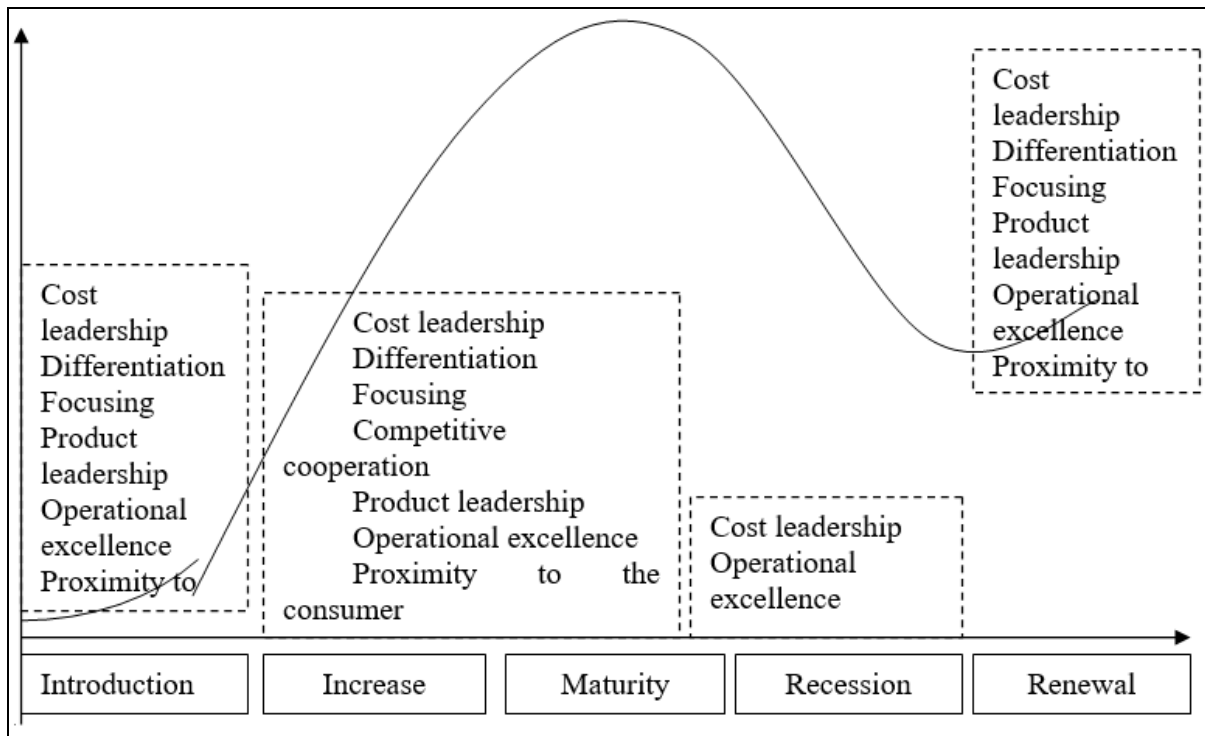 Cost
leadership
Differentiation
Focusing
Product
leadership
Operational
excellence
Proximity to
Cost leadership
Differentiation
Focusing
Competitive
cooperation
Product leadership
Operational excellence
Proximity to the
consumer
Cost leadership
Operational
excellence
Cost
leadership
Differentiation
Focusing
Product
leadership
Operational
excellence
Proximity to
Introduction
Increase
Maturity
Recession
Renewal